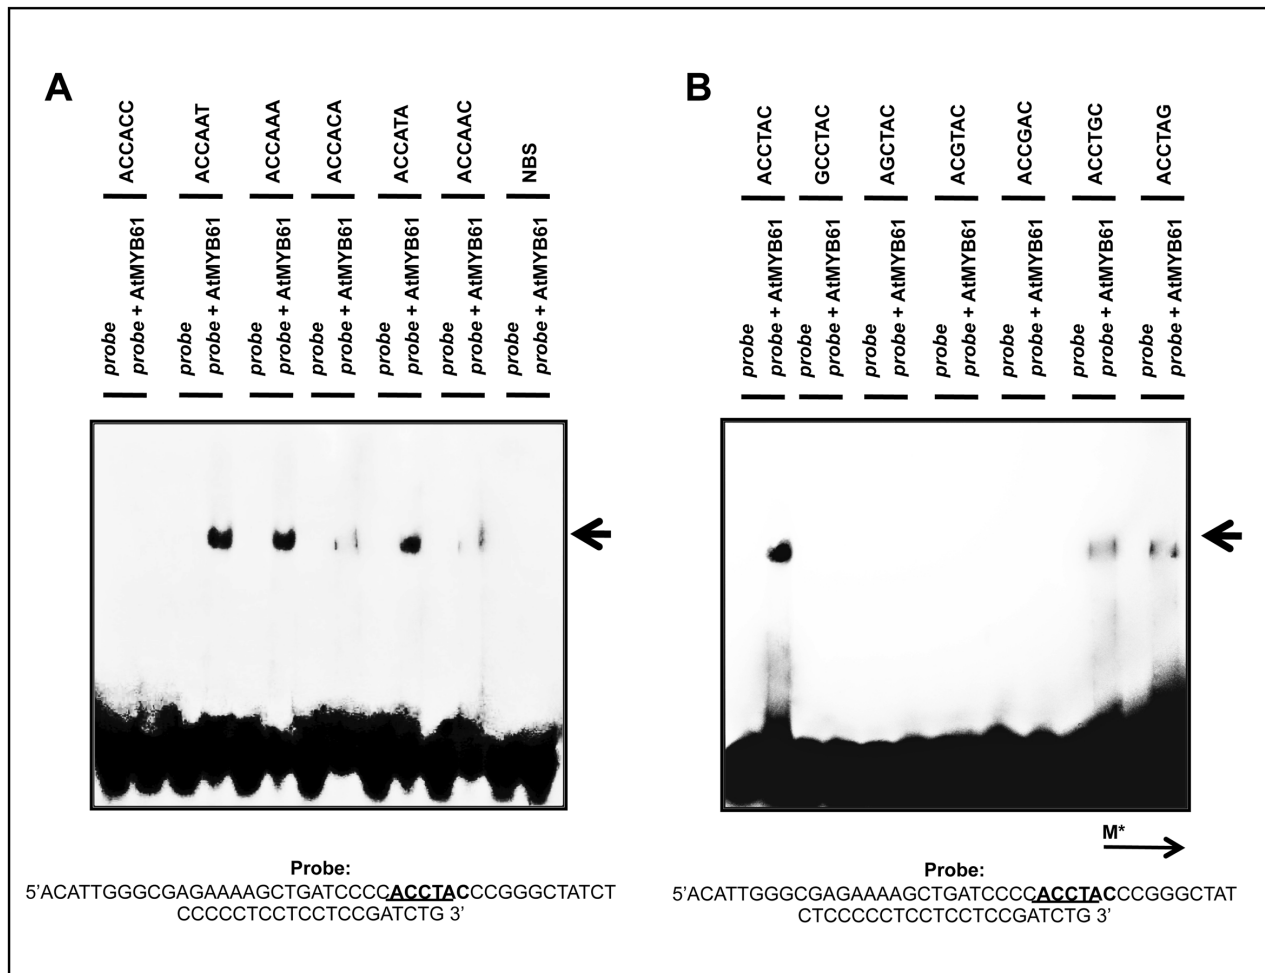 A
ACCACC
ACCAAT
ACCAAA
ACCACA
ACCATA
ACCAAC
NBS
probe
probe + AtMYB61
probe
probe + AtMYB61
probe
probe + AtMYB61
probe
probe + AtMYB61
probe
probe + AtMYB61
probe
probe + AtMYB61
probe
probe + AtMYB61
Probe:
5’ACATTGGGCGAGAAAAGCTGATCCCCACCTACCCGGGCTATCT
CCCCCTCCTCCTCCGATCTG 3’
B
ACCTAC
GCCTAC
AGCTAC
ACGTAC
ACCGAC
ACCTGC
ACCTAG
probe
probe + AtMYB61
probe
probe + AtMYB61
probe
probe + AtMYB61
probe
probe + AtMYB61
probe
probe + AtMYB61
probe
probe + AtMYB61
probe
probe + AtMYB61
M*
Probe:
5’ACATTGGGCGAGAAAAGCTGATCCCCACCTACCCGGGCTAT
CTCCCCCTCCTCCTCCGATCTG 3’